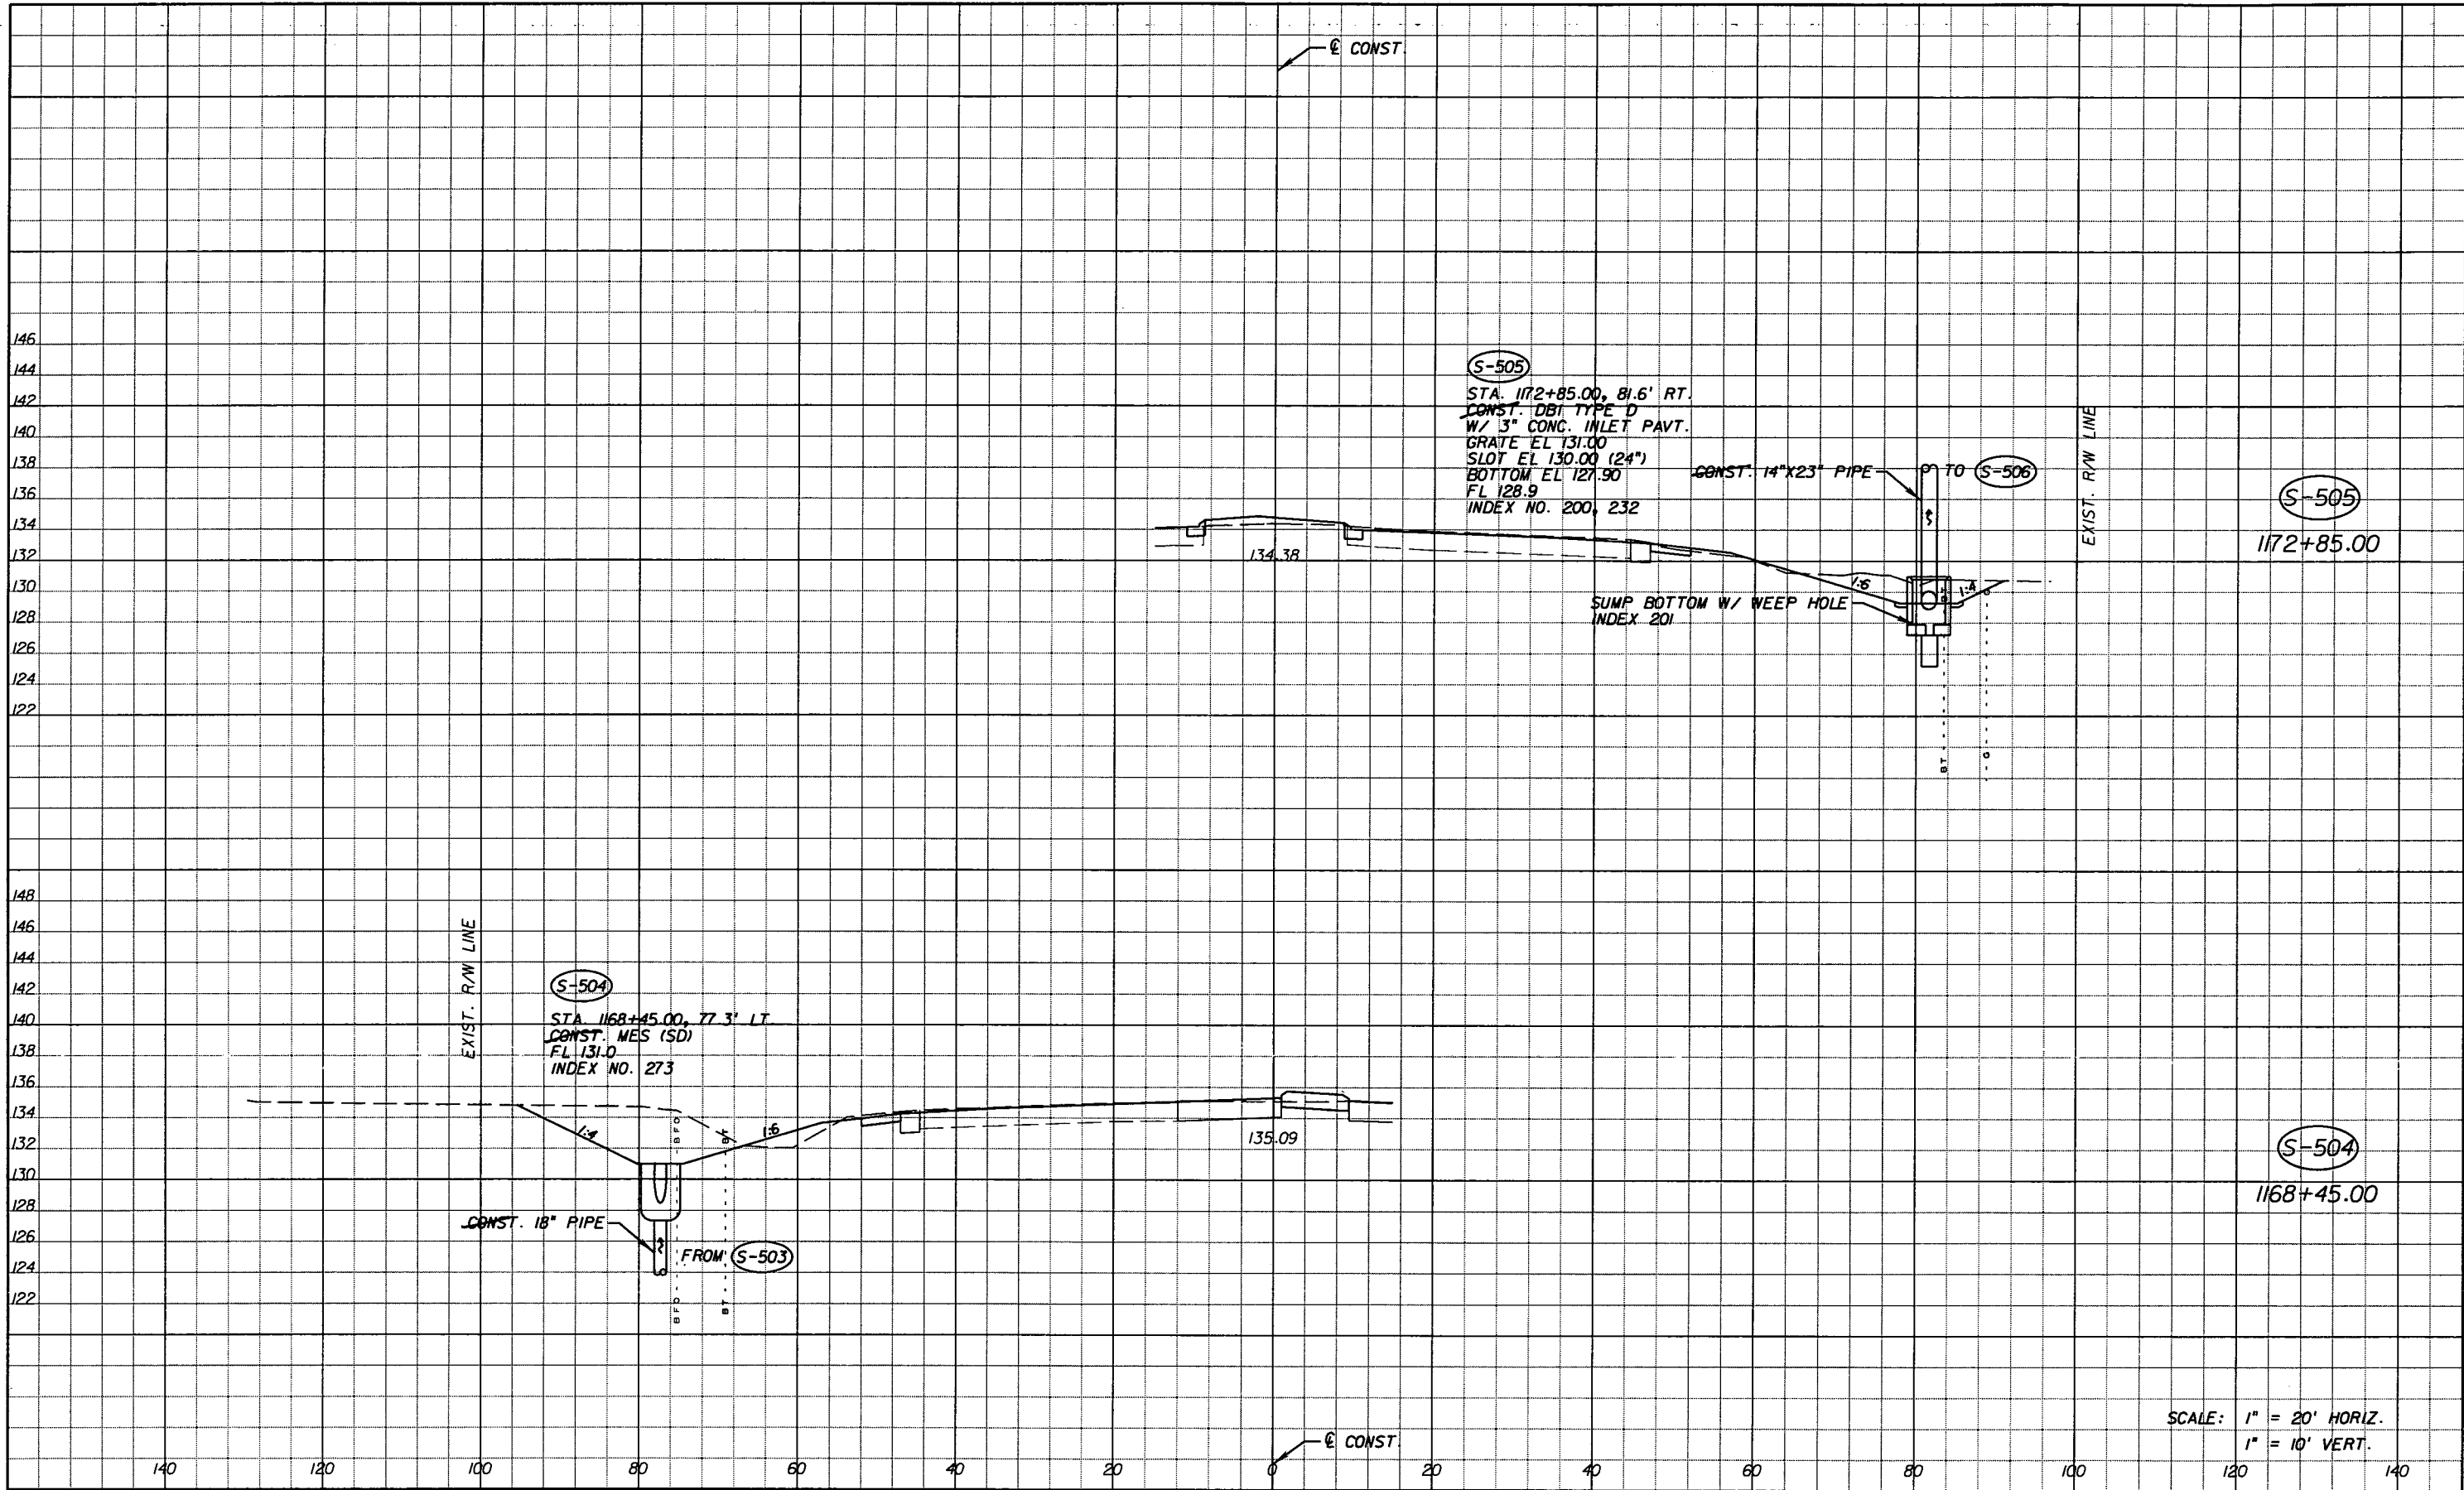 ℄ CONST.
146
144
142
140
138
136
134
132
130
128
126
124
122
S-505
STA. 1172+85.00, 81.6' RT.
CONST. DBI TYPE D
W/ 3" CONC. INLET PAVT.
GRATE EL 131.00
SLOT EL 130.00 (24")
BOTTOM EL 127.90
FL 128.9
INDEX NO. 200, 232
CONST. 14"X23" PIPE
TO S-506
EXIST. R/W LINE
S-505
1172+85.00
134.38
1:6
1:4
SUMP BOTTOM W/ WEEP HOLE
INDEX 201
BT
G
BT
G
148
146
144
142
140
138
136
134
132
130
128
126
124
122
EXIST. R/W LINE
S-504
STA. 1168+45.00, 77.3' LT.
CONST. MES (SD)
FL 131.0
INDEX NO. 273
1:4
BFO
BT
1:6
135.09
S-504
1168+45.00
CONST. 18" PIPE
FROM S-503
BFO
BT
SCALE: 1" = 20' HORIZ.
1" = 10' VERT.
℄ CONST.
140 120 100 80 60 40 20 0 20 40 60 80 100 120 140